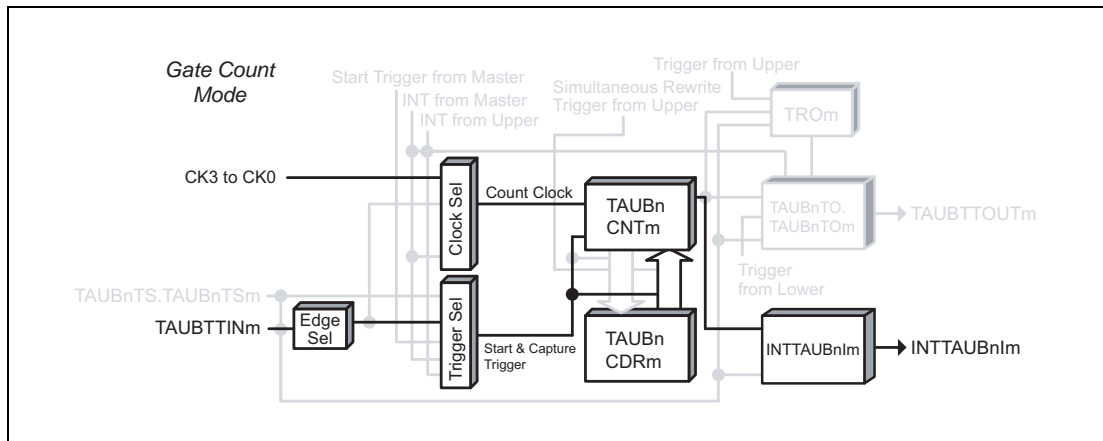 Gate Count
Mode
Start Trigger from Master
INT from Master
INT from Upper
Simultaneous Rewrite
Trigger from Upper
Trigger from Upper
TROm
CK3 to CK0
Clock Sel
Count Clock
TAUBn
CNTm
TAUBnTO.
TAUBnTOm
TAUBTTOUTm
Trigger
from
Lower
TAUBnTS.TAUBnTSm
TAUBTTINm
Edge
Sel
Trigger Sel
Start & Capture
Trigger
TAUBn
CDRm
INTTAUBnIm
INTTAUBnIm